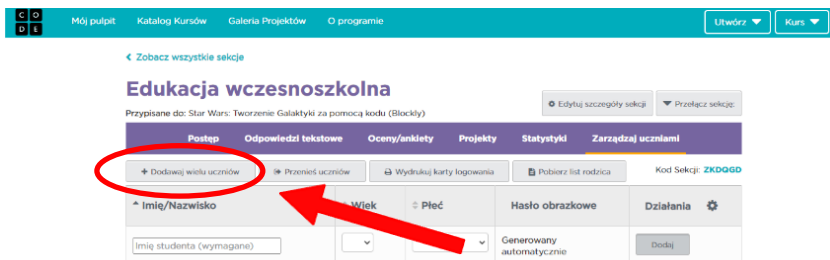 C O
D E
Mój pulpit Katalog Kursów Galeria Projektów O programie Utwórz Kurs
Zobacz wszystkie sekcje
Edukacja wczesnoszkolna
Przypisane do: Star Wars: Tworzenie Galaktyki za pomocą kodu (Blockly)
Edytuj szczegóły sekcji Przełącz sekcję:
Postęp Odpowiedzi tekstowe Oceny/ankiety Projekty Statystyki Zarządzaj uczniami
+ Dodawaj wielu uczniów Przenieś uczniów Wydrukuj karty logowania Pobierz list rodzica Kod Sekcji: ZKDQGD
Imię/Nazwisko Wiek Płeć Hasło obrazkowe Działania
Imię studenta (wymagane) Generowany automatycznie Dodaj